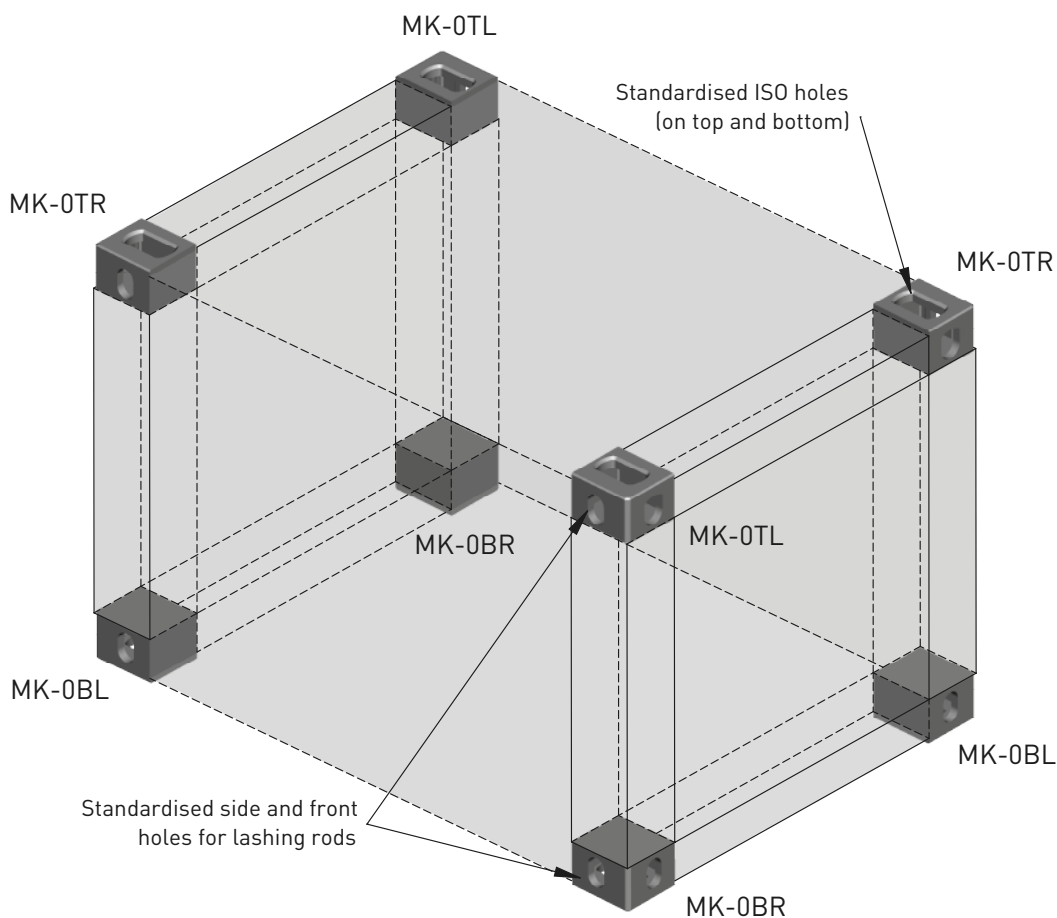 MK-0TL
Standardised ISO holes
(on top and bottom)
MK-0TR
MK-0TR
MK-0TL
MK-0BR
MK-0BL
MK-0BL
Standardised side and front
holes for lashing rods
MK-0BR